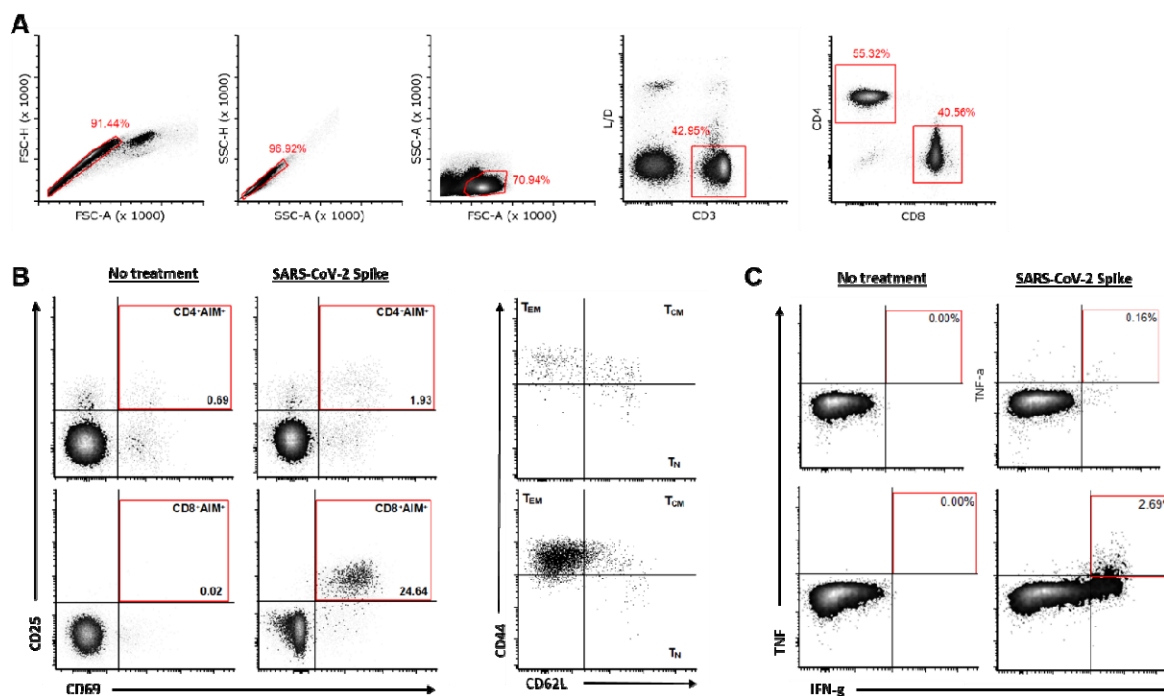 A
91.44%
FSC-H (x 1000)
FSC-A (x 1000)
96.92%
SSC-H (x 1000)
SSC-A (x 1000)
70.94%
SSC-A (x 1000)
FSC-A (x 1000)
42.95%
L/D
CD3
55.32%
40.56%
CD4
CD8
B
No treatment
SARS-CoV-2 Spike
CD4+AIM+
0.69
CD4+AIM+
1.93
CD8+AIM+
0.02
CD8+AIM+
24.64
CD25
CD69
TEM
TCM
TN
TEM
TCM
TN
CD44
CD62L
C
No treatment
SARS-CoV-2 Spike
0.00%
0.16%
TNF-a
0.00%
2.69%
TNF
IFN-g